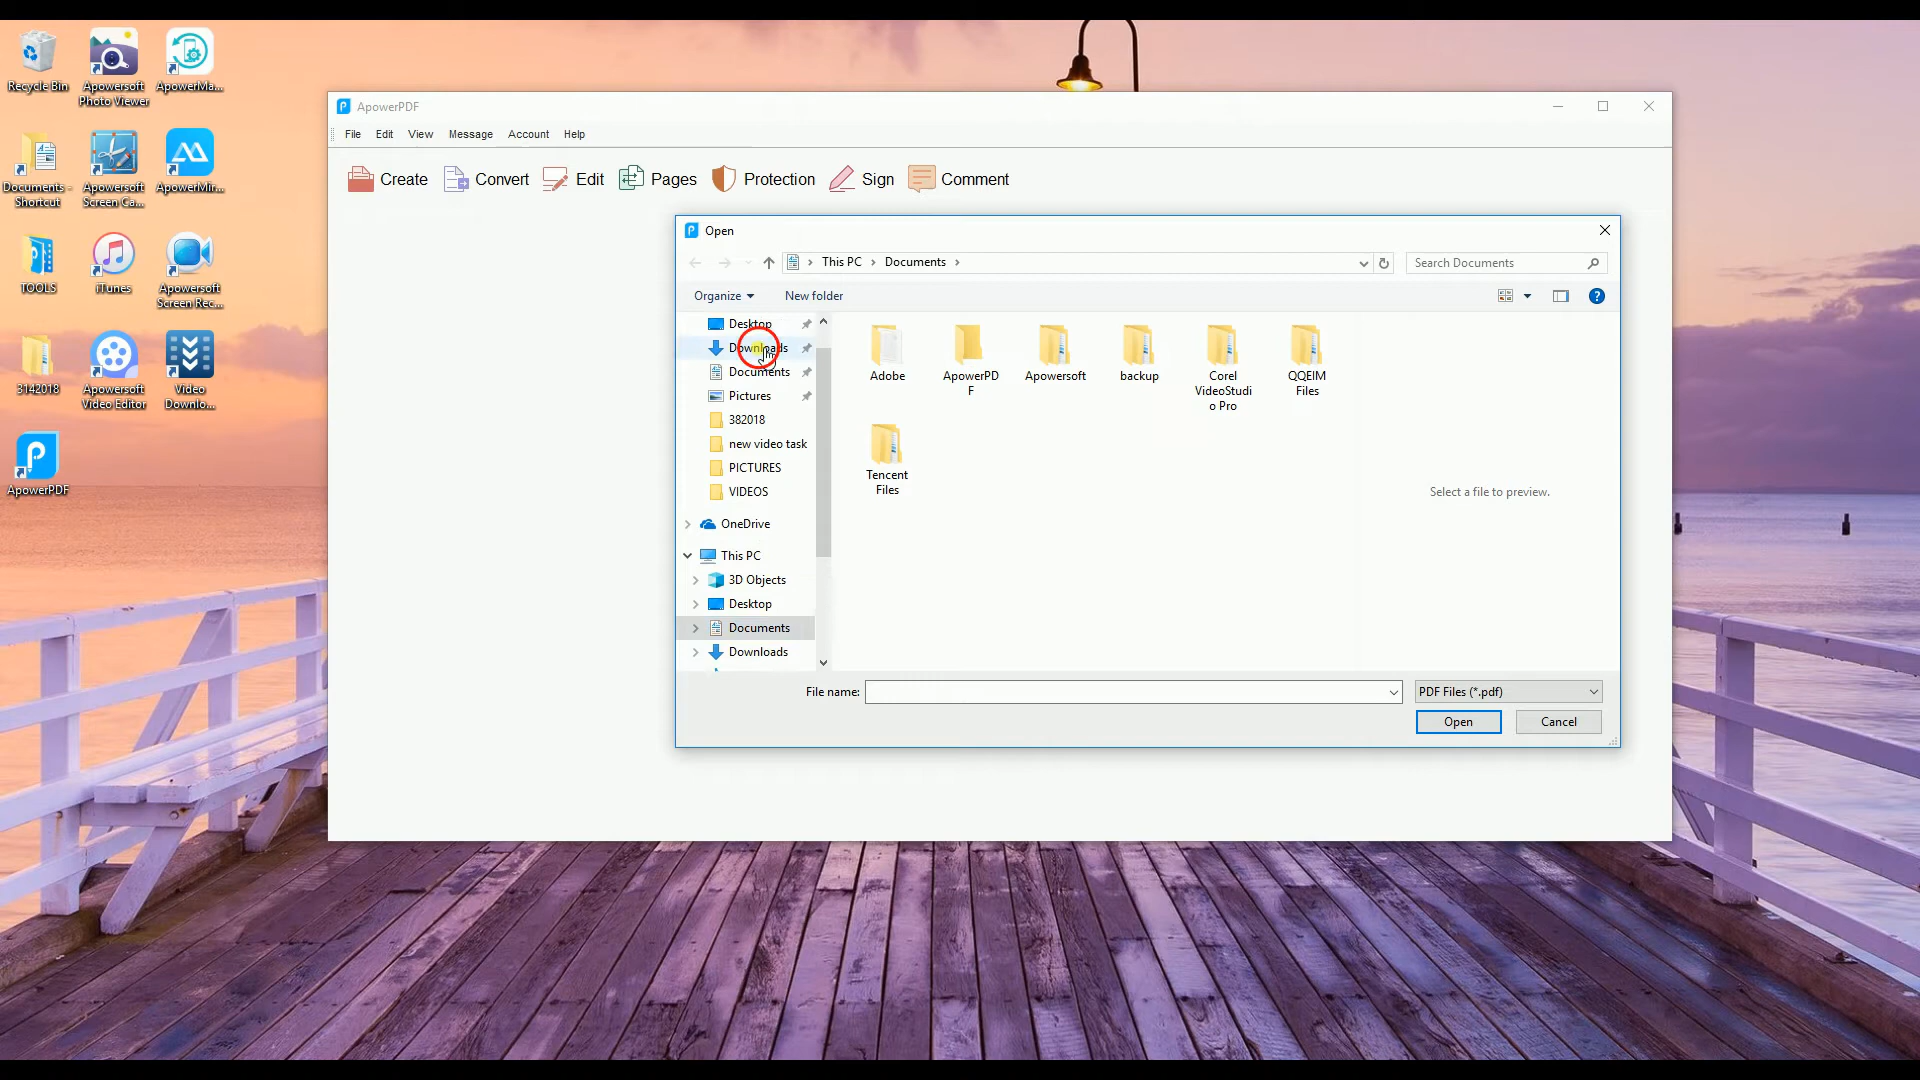 Recycle Bin
Apowersoft
Photo Viewer
ApowerMa...
Documents -
Shortcut
Apowersoft
Screen Ca...
ApowerMir...
TOOLS
iTunes
Apowersoft
Screen Rec...
3142018
Apowersoft
Video Editor
Video
Downlo...
ApowerPDF
ApowerPDF
File Edit View Message Account Help
Create Convert Edit Pages Protection Sign Comment
Open
This PC Documents
Search Documents
Organize New folder
Desktop
Downloads
Documents
Pictures
382018
new video task
PICTURES
VIDEOS
OneDrive
This PC
3D Objects
Desktop
Documents
Downloads
Adobe
ApowerPD
F
Apowersoft
backup
Corel
VideoStudi
o Pro
QQEIM
Files
Tencent
Files
Select a file to preview.
File name:
PDF Files (*.pdf)
Open Cancel